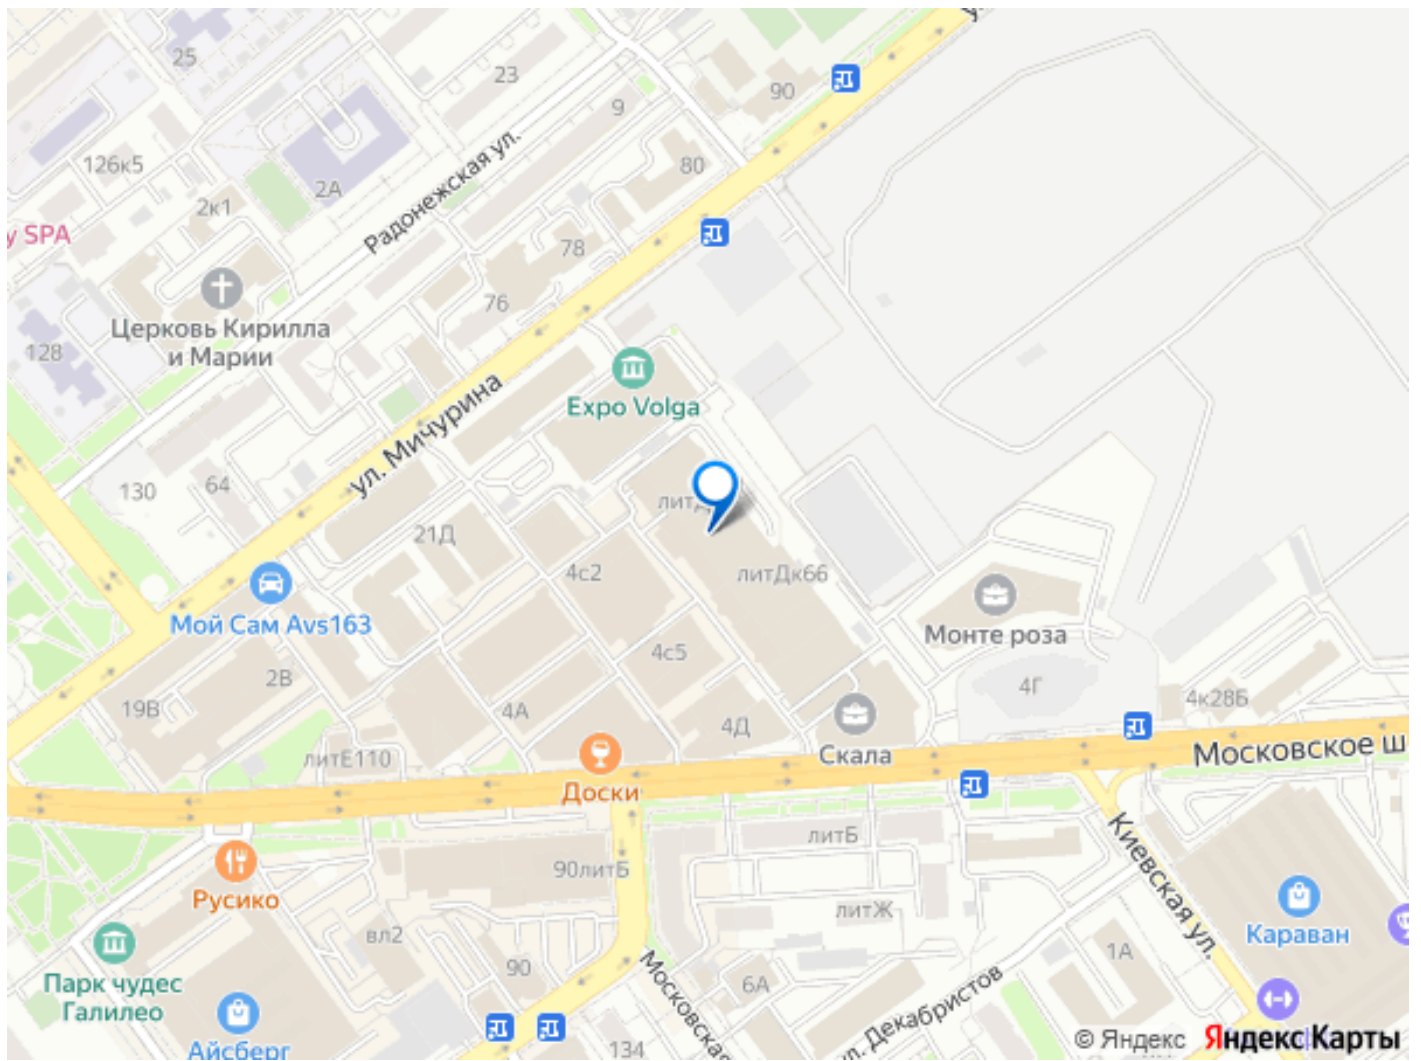 25
23
90
9
126к5
2А
80
Радонежская ул.
2к1
у SPA
78
76
Церковь Кирилла
и Марии
128
Expo Volga
ул. Мичурина
130
64
21Д
литДк66
4с2
Мой Сам Avs163
Монте роза
4с5
2В
4Г
4к28Б
19В
4А
4Д
литЕ110
Скала
Московское ш
Доски
литБ
Киевская ул.
90литБ
Русико
литЖ
Караван
вл2
1А
90
Парк чудес
Галилео
6А
Московская
ул. Декабристов
Айсберг
134
© Яндекс Яндекс Карты